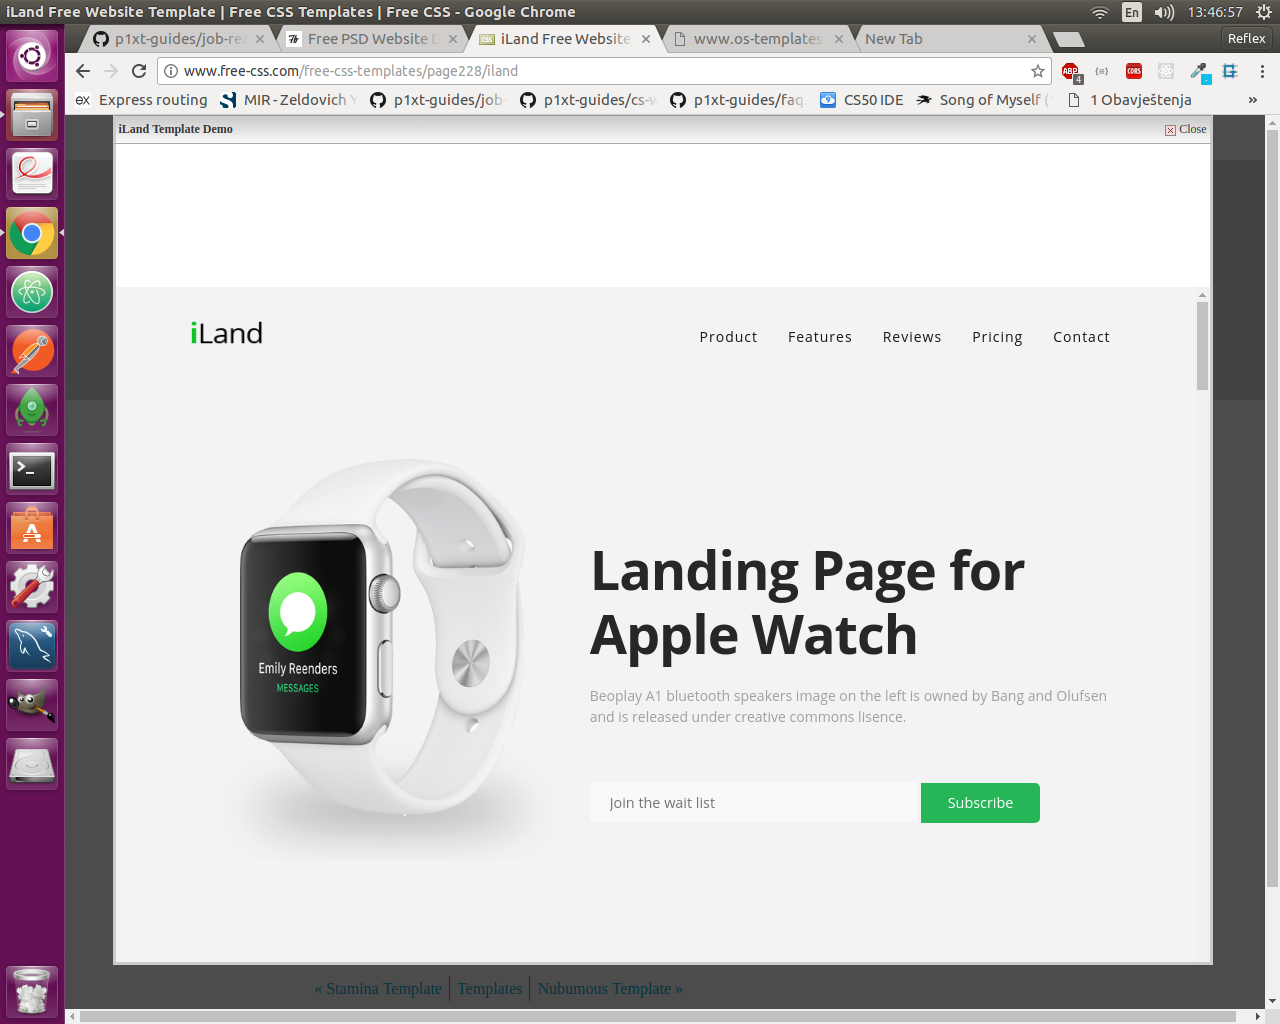 iLand Free Website Template | Free CSS Templates | Free CSS - Google Chrome
En
13:46:57
p1xt-guides/job-rea
Free PSD Website D
iLand Free Website
www.os-templates
New Tab
Reflex
www.free-css.com/free-css-templates/page228/iland
ABP
4
CORS
ex Express routing
MIR - Zeldovich Y
p1xt-guides/job-
p1xt-guides/cs-w
p1xt-guides/faq.
CS50 IDE
Song of Myself (
1 Obavještenja
»
iLand Template Demo
Close
iLand
Product
Features
Reviews
Pricing
Contact
Emily Reenders
MESSAGES
Landing Page for
Apple Watch
Beoplay A1 bluetooth speakers image on the left is owned by Bang and Olufsen
and is released under creative commons lisence.
Join the wait list
Subscribe
« Stamina Template
Templates
Nubumous Template »